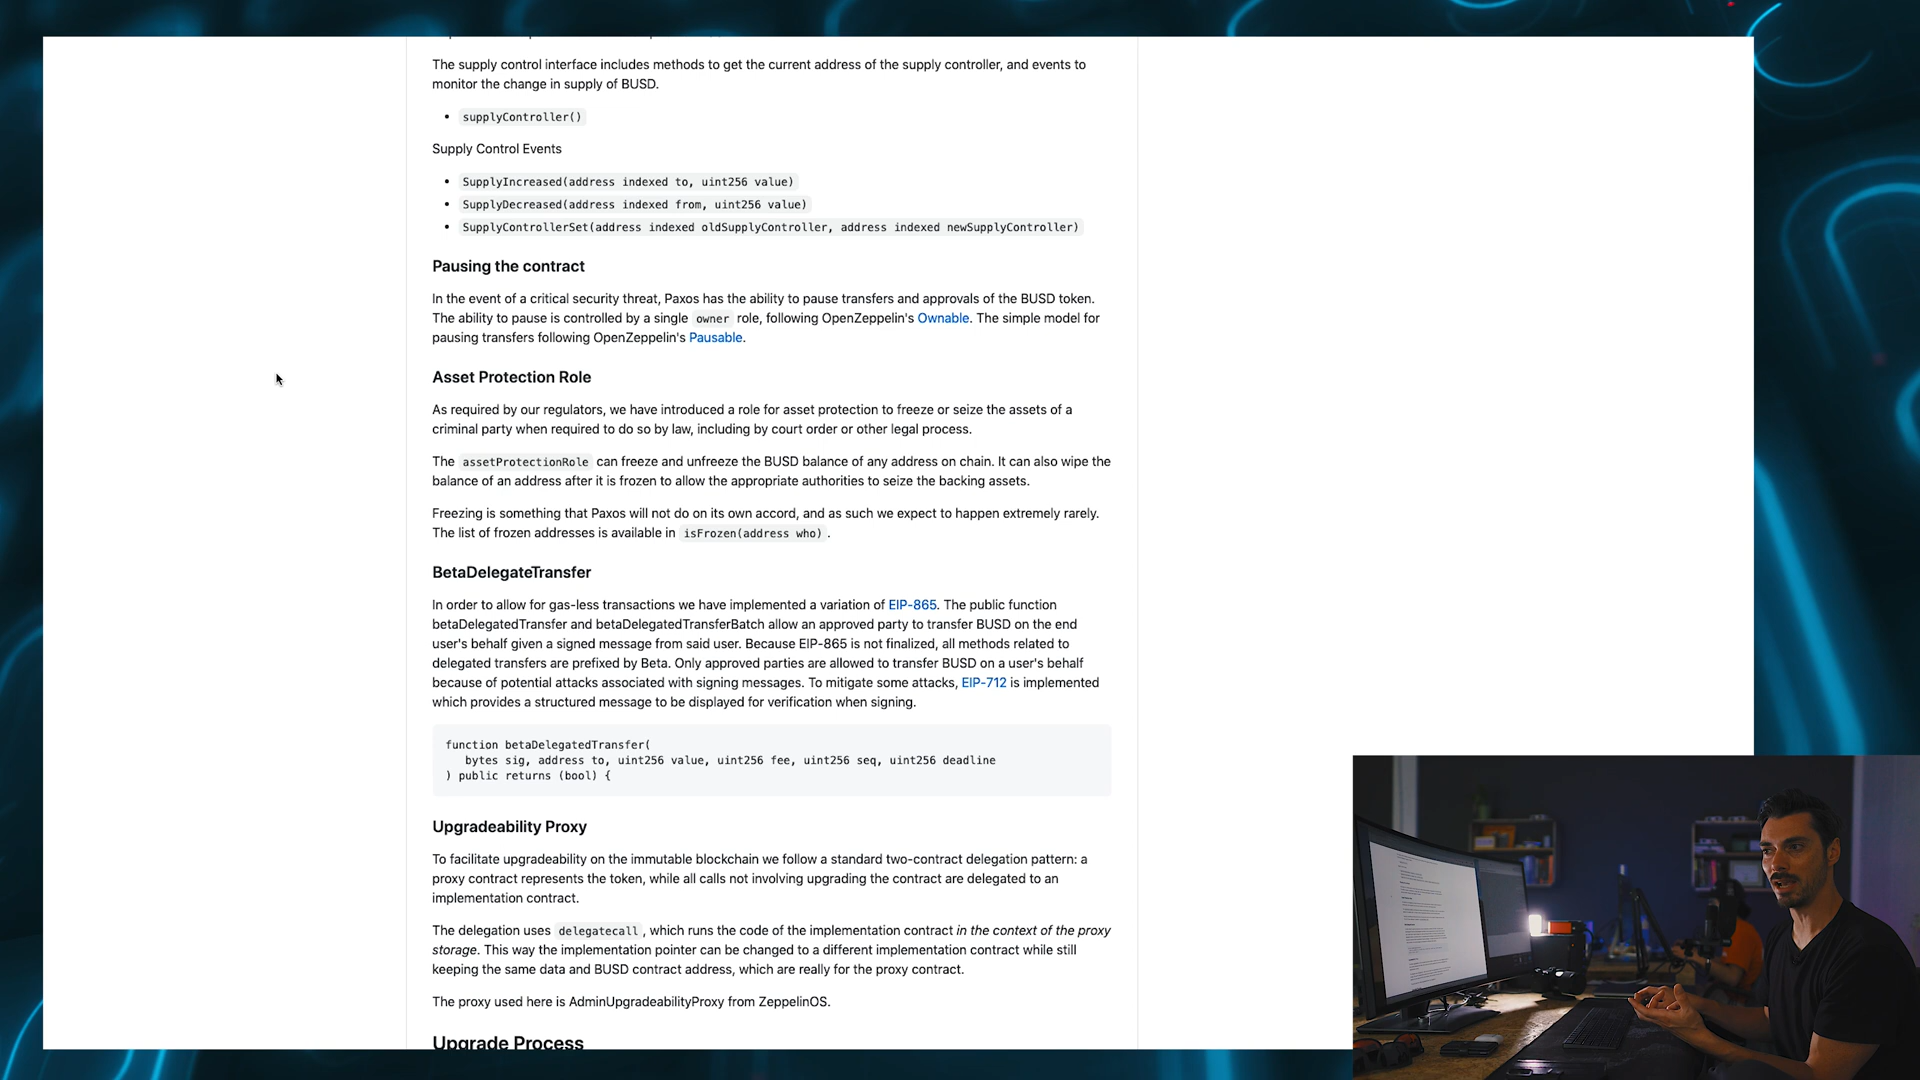 The supply control interface includes methods to get the current address of the supply controller, and events to
monitor the change in supply of BUSD.
• supplyController()
Supply Control Events
• SupplyIncreased(address indexed to, uint256 value)
• SupplyDecreased(address indexed from, uint256 value)
• SupplyControllerSet(address indexed oldSupplyController, address indexed newSupplyController)
Pausing the contract
In the event of a critical security threat, Paxos has the ability to pause transfers and approvals of the BUSD token.
The ability to pause is controlled by a single owner role, following OpenZeppelin's Ownable. The simple model for
pausing transfers following OpenZeppelin's Pausable.
Asset Protection Role
As required by our regulators, we have introduced a role for asset protection to freeze or seize the assets of a
criminal party when required to do so by law, including by court order or other legal process.
The assetProtectionRole can freeze and unfreeze the BUSD balance of any address on chain. It can also wipe the
balance of an address after it is frozen to allow the appropriate authorities to seize the backing assets.
Freezing is something that Paxos will not do on its own accord, and as such we expect to happen extremely rarely.
The list of frozen addresses is available in isFrozen(address who) .
BetaDelegateTransfer
In order to allow for gas-less transactions we have implemented a variation of EIP-865. The public function
betaDelegatedTransfer and betaDelegatedTransferBatch allow an approved party to transfer BUSD on the end
user's behalf given a signed message from said user. Because EIP-865 is not finalized, all methods related to
delegated transfers are prefixed by Beta. Only approved parties are allowed to transfer BUSD on a user's behalf
because of potential attacks associated with signing messages. To mitigate some attacks, EIP-712 is implemented
which provides a structured message to be displayed for verification when signing.
function betaDelegatedTransfer(
bytes sig, address to, uint256 value, uint256 fee, uint256 seq, uint256 deadline
) public returns (bool) {
Upgradeability Proxy
To facilitate upgradeability on the immutable blockchain we follow a standard two-contract delegation pattern: a
proxy contract represents the token, while all calls not involving upgrading the contract are delegated to an
implementation contract.
The delegation uses delegatecall , which runs the code of the implementation contract in the context of the proxy
storage. This way the implementation pointer can be changed to a different implementation contract while still
keeping the same data and BUSD contract address, which are really for the proxy contract.
The proxy used here is AdminUpgradeabilityProxy from ZeppelinOS.
Upgrade Process